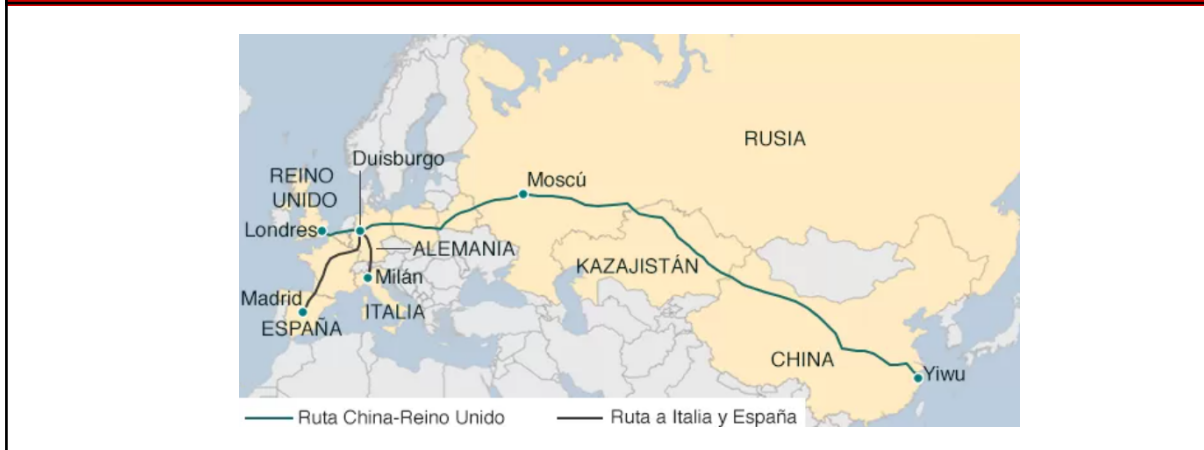 RUSIA
Duisburgo
REINO
UNIDO
Moscú
Londres
ALEMANIA
KAZAJISTÁN
Milán
Madrid
ITALIA
ESPAÑA
CHINA
Yiwu
Ruta China-Reino Unido
Ruta a Italia y España